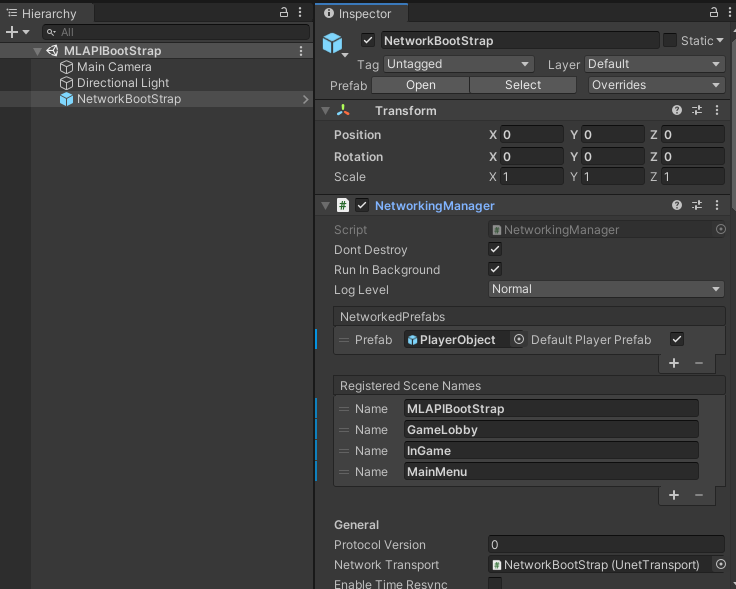 Hierarchy
All
MLAPIBootStrap
Main Camera
Directional Light
NetworkBootStrap
Inspector
NetworkBootStrap Static
Tag Untagged Layer Default
Prefab Open Select Overrides
Transform
Position X 0 Y 0 Z 0
Rotation X 0 Y 0 Z 0
Scale X 1 Y 1 Z 1
# NetworkingManager
Script # NetworkingManager
Dont Destroy
Run In Background
Log Level Normal
NetworkedPrefabs
Prefab PlayerObject Default Player Prefab
+ −
Registered Scene Names
Name MLAPIBootStrap
Name GameLobby
Name InGame
Name MainMenu
+ −
General
Protocol Version 0
Network Transport # NetworkBootStrap (UnetTransport)
Enable Time Resync